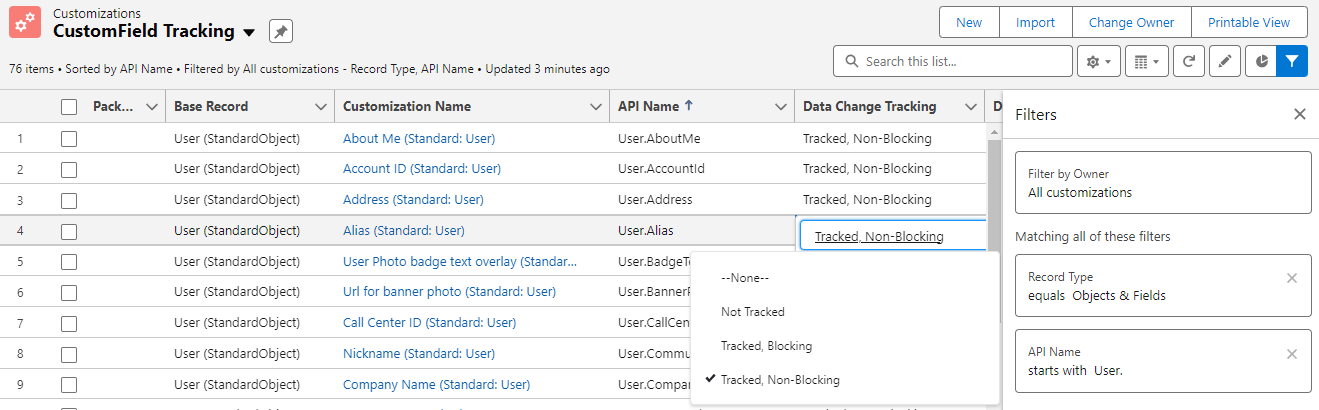 Customizations
CustomField Tracking
New Import Change Owner Printable View
76 items • Sorted by API Name • Filtered by All customizations - Record Type, API Name • Updated 3 minutes ago
Search this list...
Pack... Base Record Customization Name API Name Data Change Tracking D
1 User (StandardObject) About Me (Standard: User) User.AboutMe Tracked, Non-Blocking
2 User (StandardObject) Account ID (Standard: User) User.AccountId Tracked, Non-Blocking
3 User (StandardObject) Address (Standard: User) User.Address Tracked, Non-Blocking
4 User (StandardObject) Alias (Standard: User) User.Alias Tracked, Non-Blocking
5 User (StandardObject) User Photo badge text overlay (Standar... User.BadgeTe
6 User (StandardObject) Url for banner photo (Standard: User) User.BannerP
7 User (StandardObject) Call Center ID (Standard: User) User.CallCen
8 User (StandardObject) Nickname (Standard: User) User.Commu
9 User (StandardObject) Company Name (Standard: User) User.Compan
--None--
Not Tracked
Tracked, Blocking
Tracked, Non-Blocking
Filters
Filter by Owner
All customizations
Matching all of these filters
Record Type
equals Objects & Fields
API Name
starts with User.